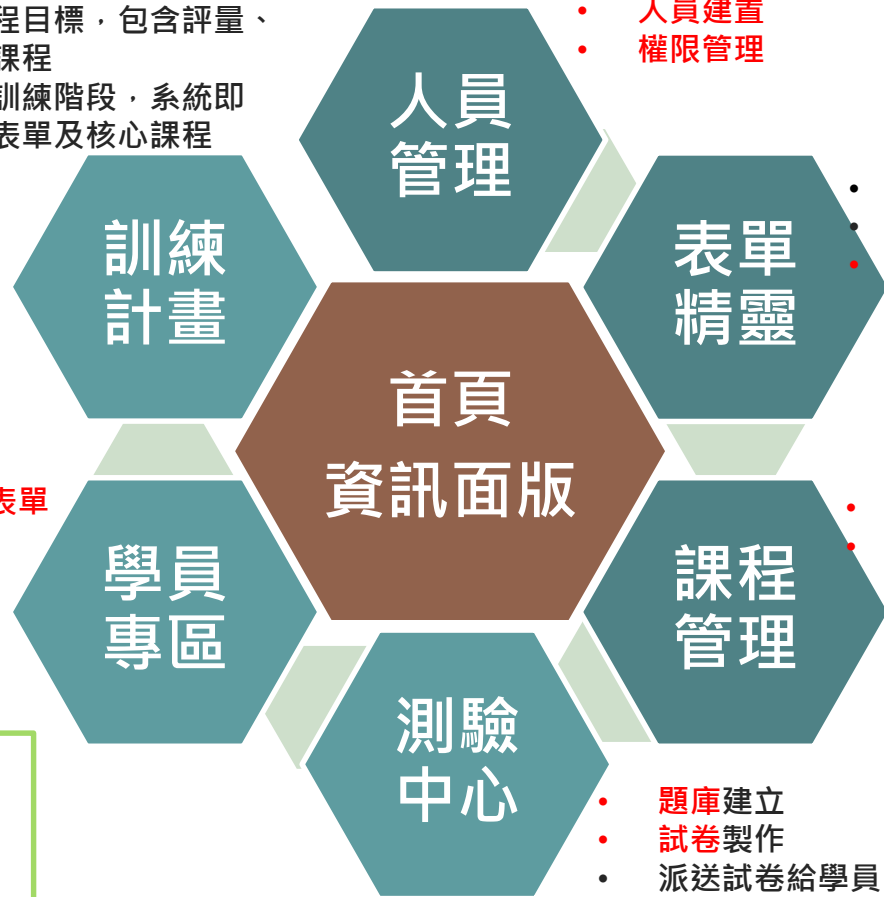 程目標，包含評量、
課程
訓練階段，系統即
表單及核心課程
人員建置
權限管理
人員
管理
訓練
計畫
表單
精靈
首頁
資訊面版
表單
學員
專區
課程
管理
測驗
中心
題庫建立
試卷製作
派送試卷給學員